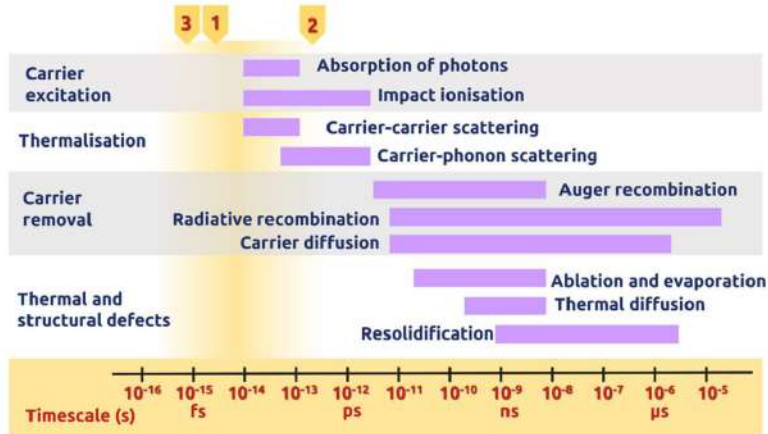 3 1 2
Carrier
excitation
Absorption of photons
Impact ionisation
Thermalisation
Carrier-carrier scattering
Carrier-phonon scattering
Carrier
removal
Auger recombination
Radiative recombination
Carrier diffusion
Thermal and
structural defects
Ablation and evaporation
Thermal diffusion
Resolidification
10⁻¹⁶ 10⁻¹⁵ 10⁻¹⁴ 10⁻¹³ 10⁻¹² 10⁻¹¹ 10⁻¹⁰ 10⁻⁹ 10⁻⁸ 10⁻⁷ 10⁻⁶ 10⁻⁵
Timescale (s) fs ps ns µs